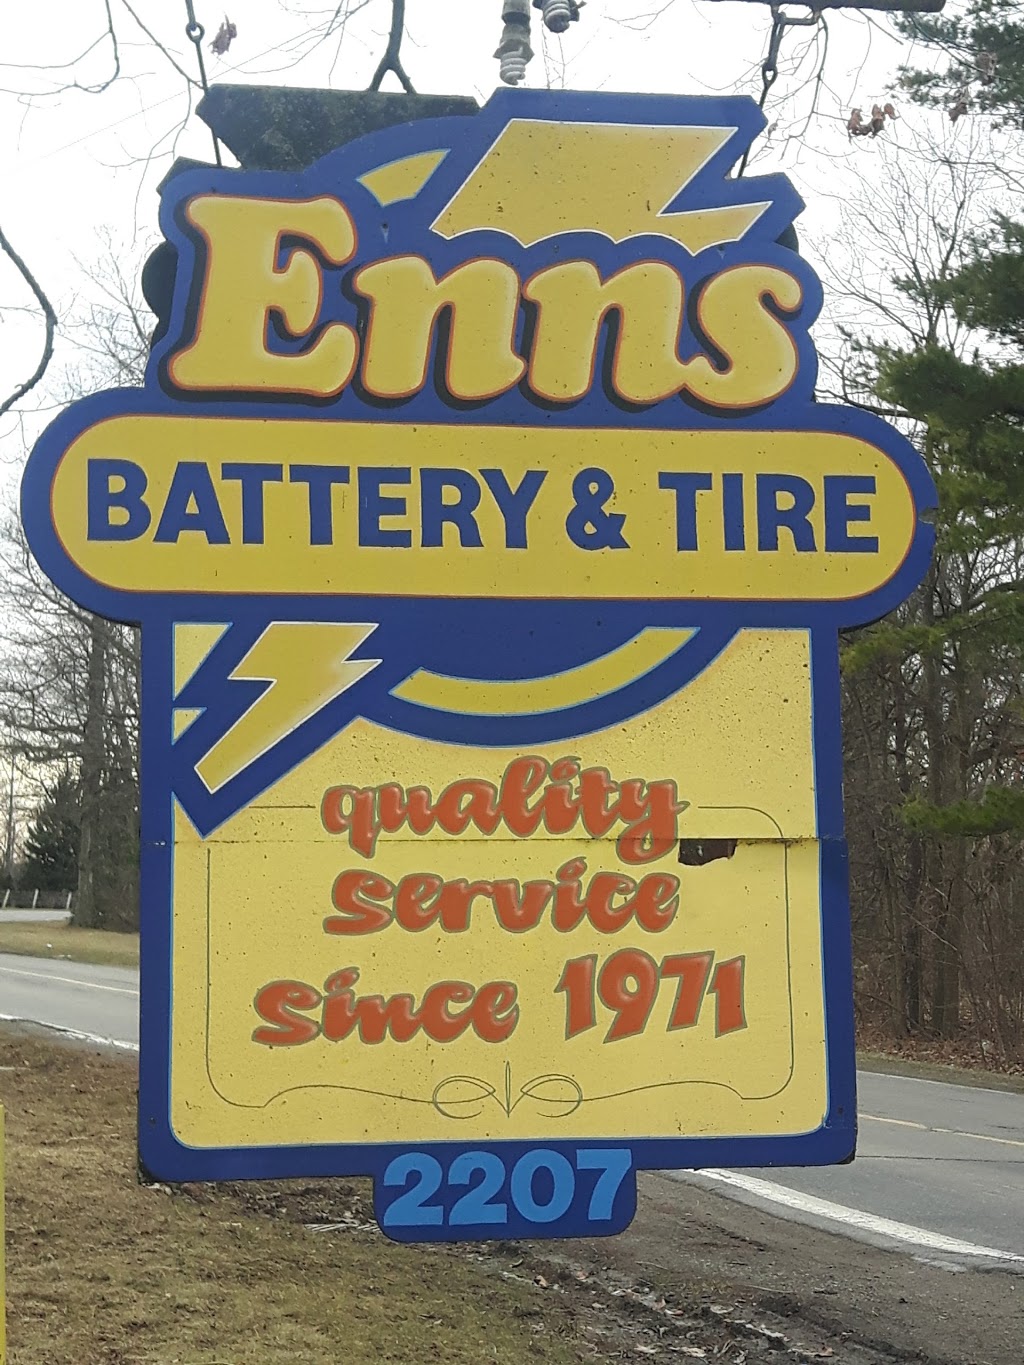 Enns
BATTERY & TIRE
quality
service
since 1971
2207